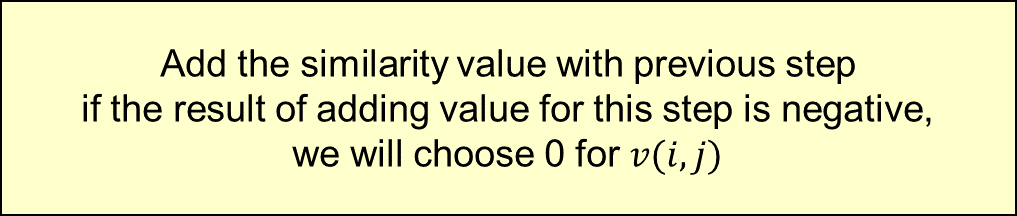 Add the similarity value with previous step
if the result of adding value for this step is negative,
we will choose 0 for v(i,j)